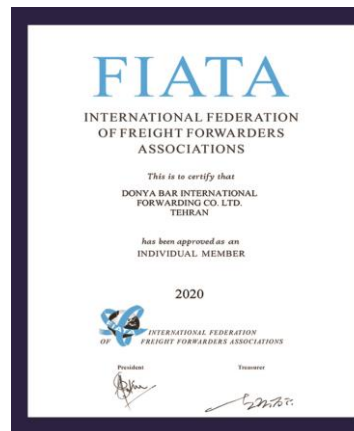 FIATA
INTERNATIONAL FEDERATION
OF FREIGHT FORWARDERS
ASSOCIATIONS
This is to certify that
DONYA BAR INTERNATIONAL
FORWARDING CO. LTD.
TEHRAN
has been approved as an
INDIVIDUAL MEMBER
2020
INTERNATIONAL FEDERATION
OF FREIGHT FORWARDERS ASSOCIATIONS
President Treasurer